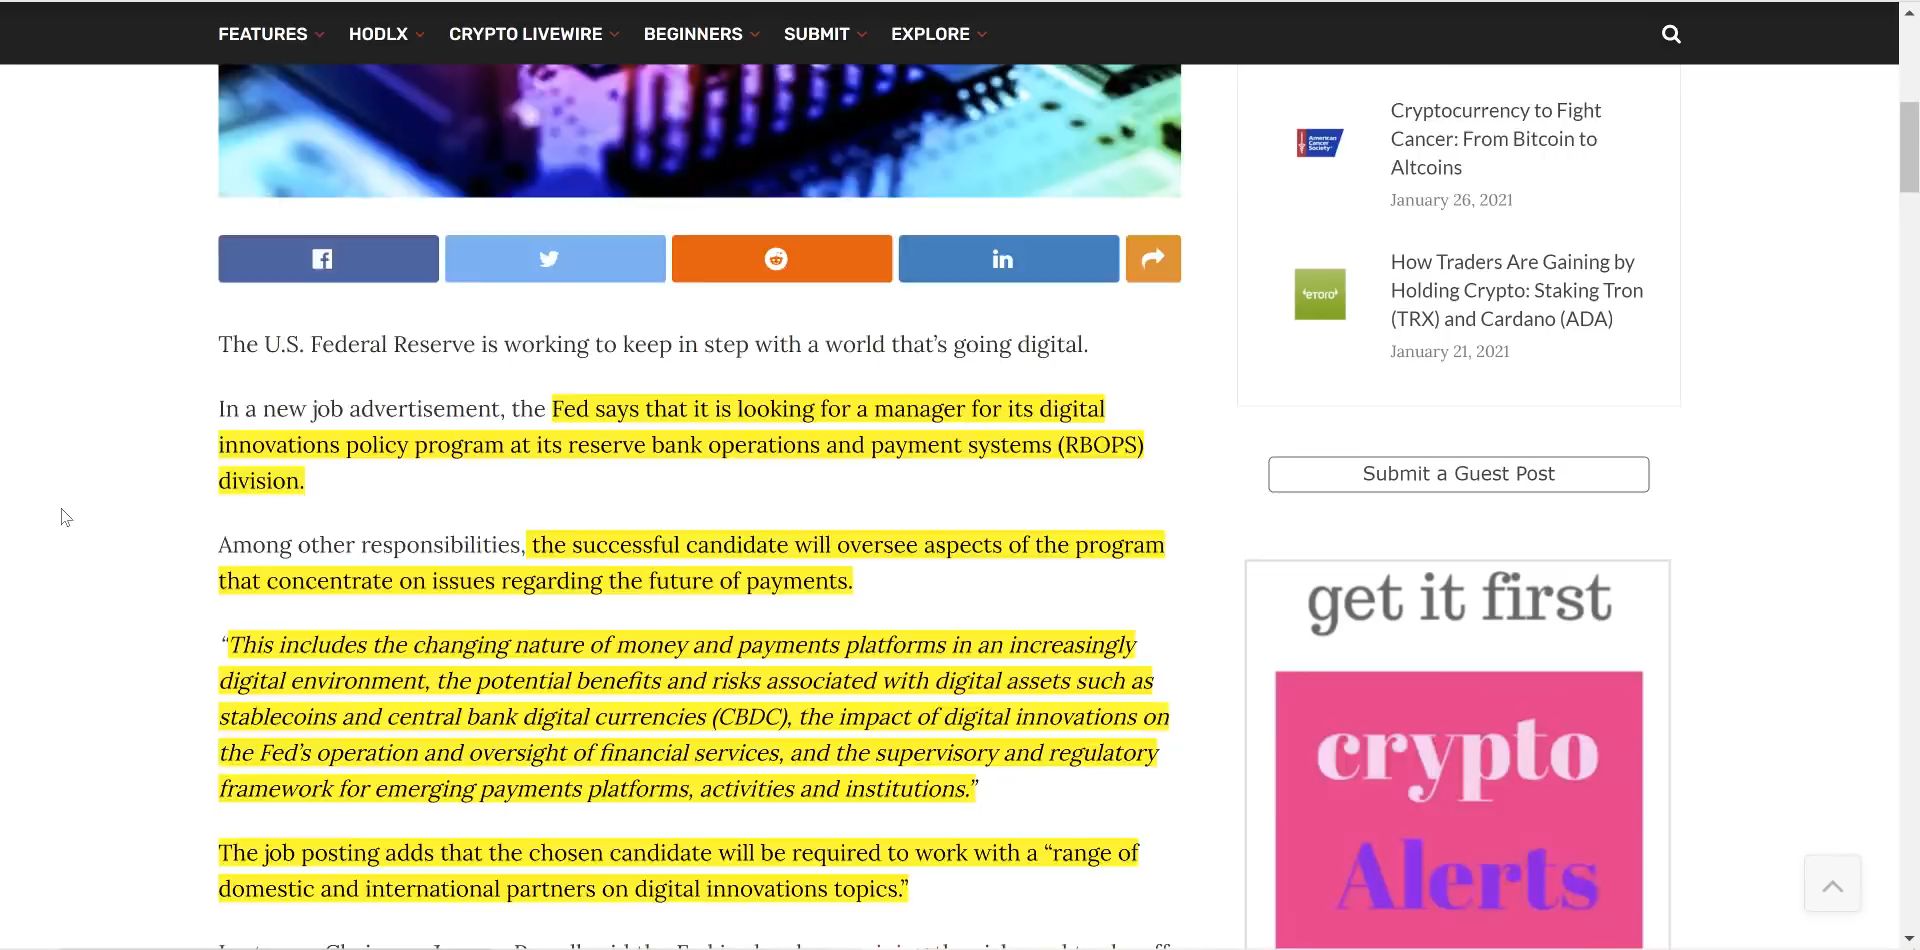 FEATURES HODLX CRYPTO LIVEWIRE BEGINNERS SUBMIT EXPLORE
The U.S. Federal Reserve is working to keep in step with a world that’s going digital.
In a new job advertisement, the Fed says that it is looking for a manager for its digital
innovations policy program at its reserve bank operations and payment systems (RBOPS)
division.
Among other responsibilities, the successful candidate will oversee aspects of the program
that concentrate on issues regarding the future of payments.
“This includes the changing nature of money and payments platforms in an increasingly
digital environment, the potential benefits and risks associated with digital assets such as
stablecoins and central bank digital currencies (CBDC), the impact of digital innovations on
the Fed’s operation and oversight of financial services, and the supervisory and regulatory
framework for emerging payments platforms, activities and institutions.”
The job posting adds that the chosen candidate will be required to work with a “range of
domestic and international partners on digital innovations topics.”
American
Cancer
Society
Cryptocurrency to Fight
Cancer: From Bitcoin to
Altcoins
January 26, 2021
eToro
How Traders Are Gaining by
Holding Crypto: Staking Tron
(TRX) and Cardano (ADA)
January 21, 2021
Submit a Guest Post
get it first
crypto
Alerts